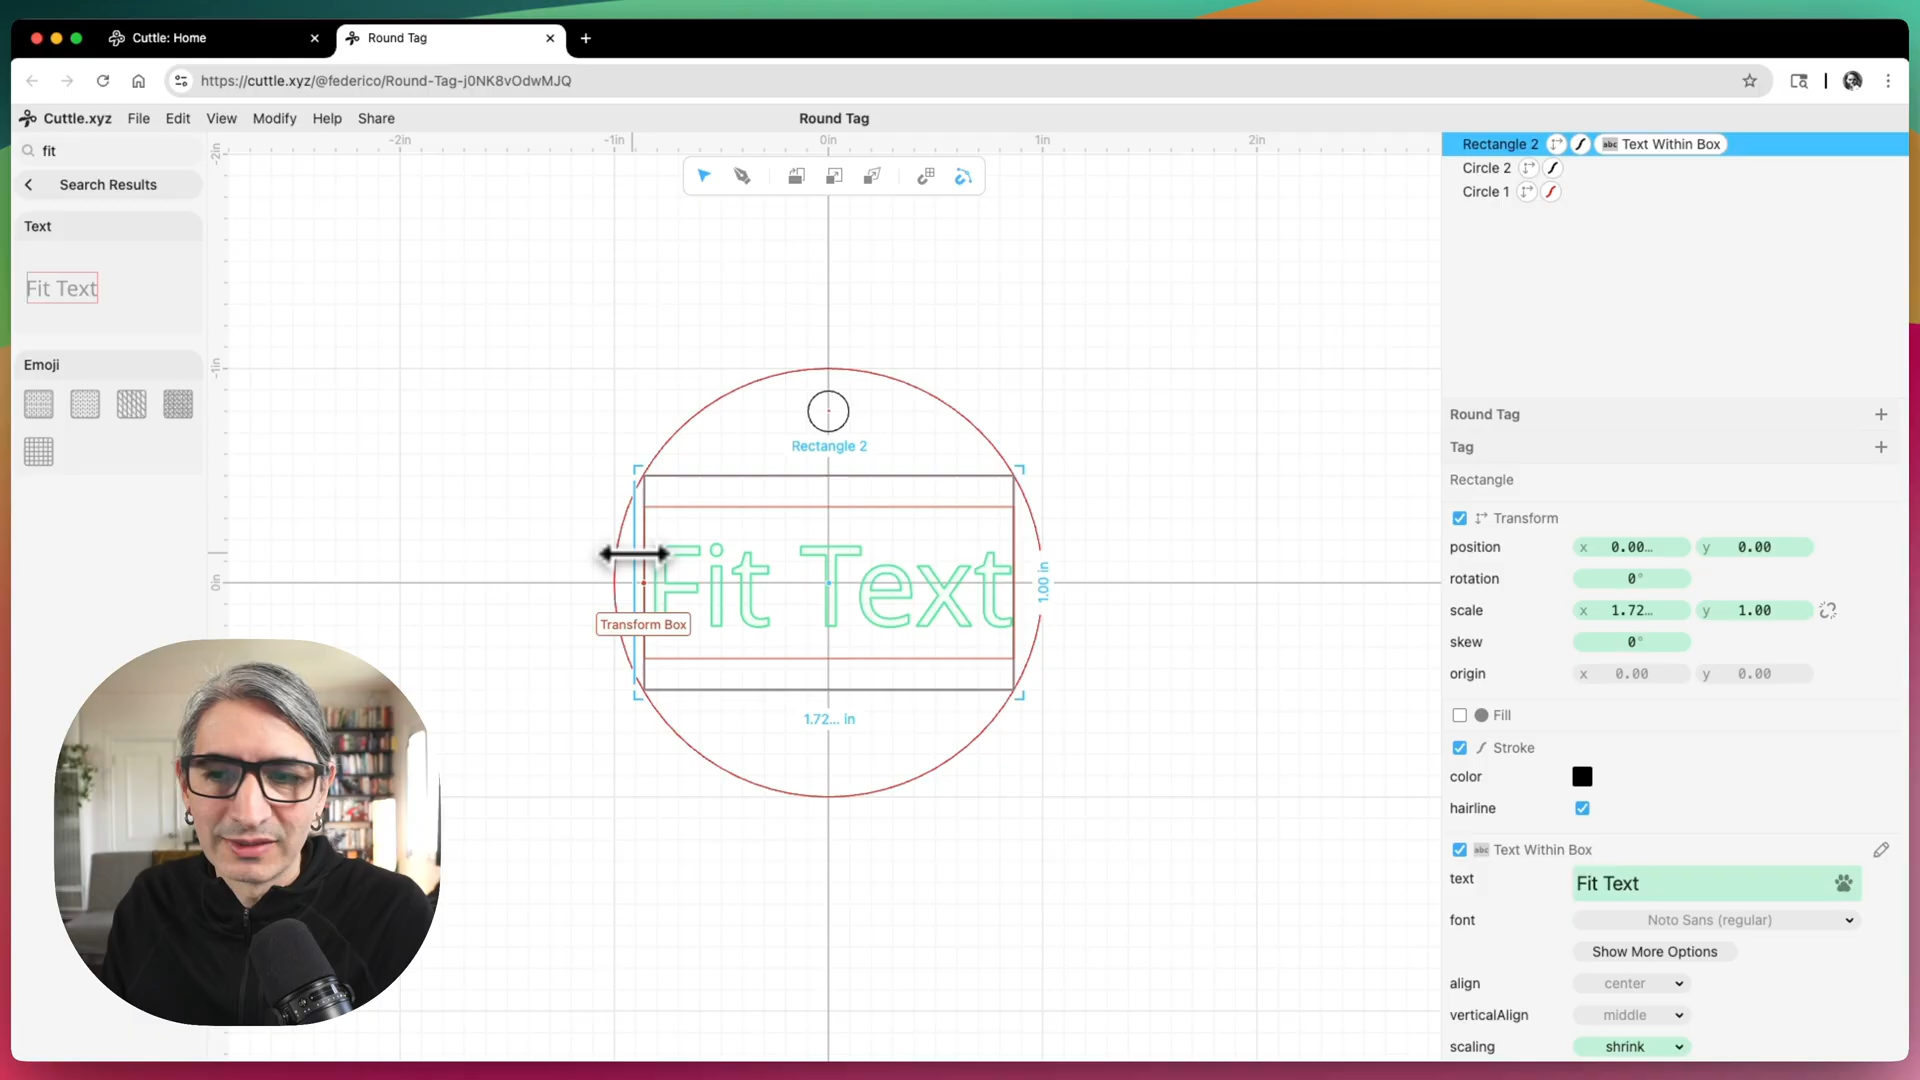 Cuttle: Home
Round Tag
https://cuttle.xyz/@federico/Round-Tag-j0NK8vOdwMJQ
Cuttle.xyz File Edit View Modify Help Share
Round Tag
fit
Search Results
Text
Fit Text
Emoji
-2in -1in 0in 1in 2in
-2in
-1in
0in
Rectangle 2
Fit Text
Transform Box
1.00 in
1.72... in
Rectangle 2 abc Text Within Box
Circle 2
Circle 1
Round Tag
Tag
Rectangle
Transform
position x 0.00... y 0.00
rotation 0°
scale x 1.72... y 1.00
skew 0°
origin x 0.00 y 0.00
Fill
Stroke
color
hairline
abc Text Within Box
text Fit Text
font Noto Sans (regular)
Show More Options
align center
verticalAlign middle
scaling shrink